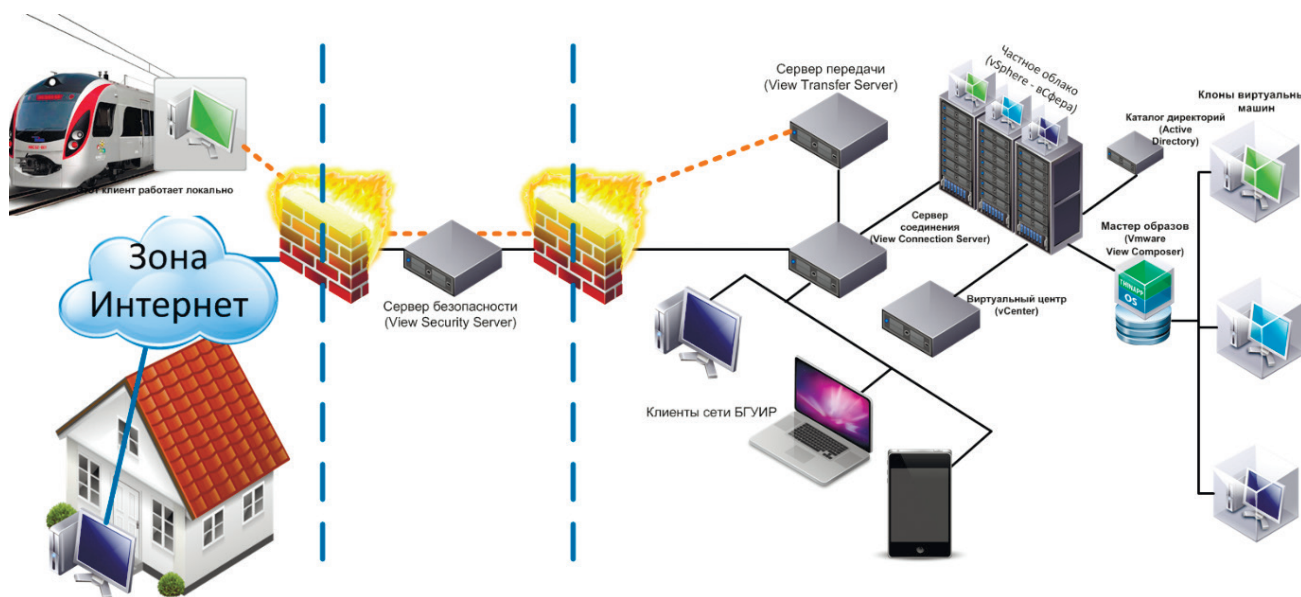 клиент работает локально
Зона
Интернет
Сервер безопасности
(View Security Server)
Сервер передачи
(View Transfer Server)
Частное облако
(vSphere - вСфера)
Сервер
соединения
(View Connection Server)
Виртуальный центр
(vCenter)
Клиенты сети БГУИР
Каталог директорий
(Active
Directory)
Мастер образов
(Vmware
View Composer)
OS
Клоны виртуальнь
машин